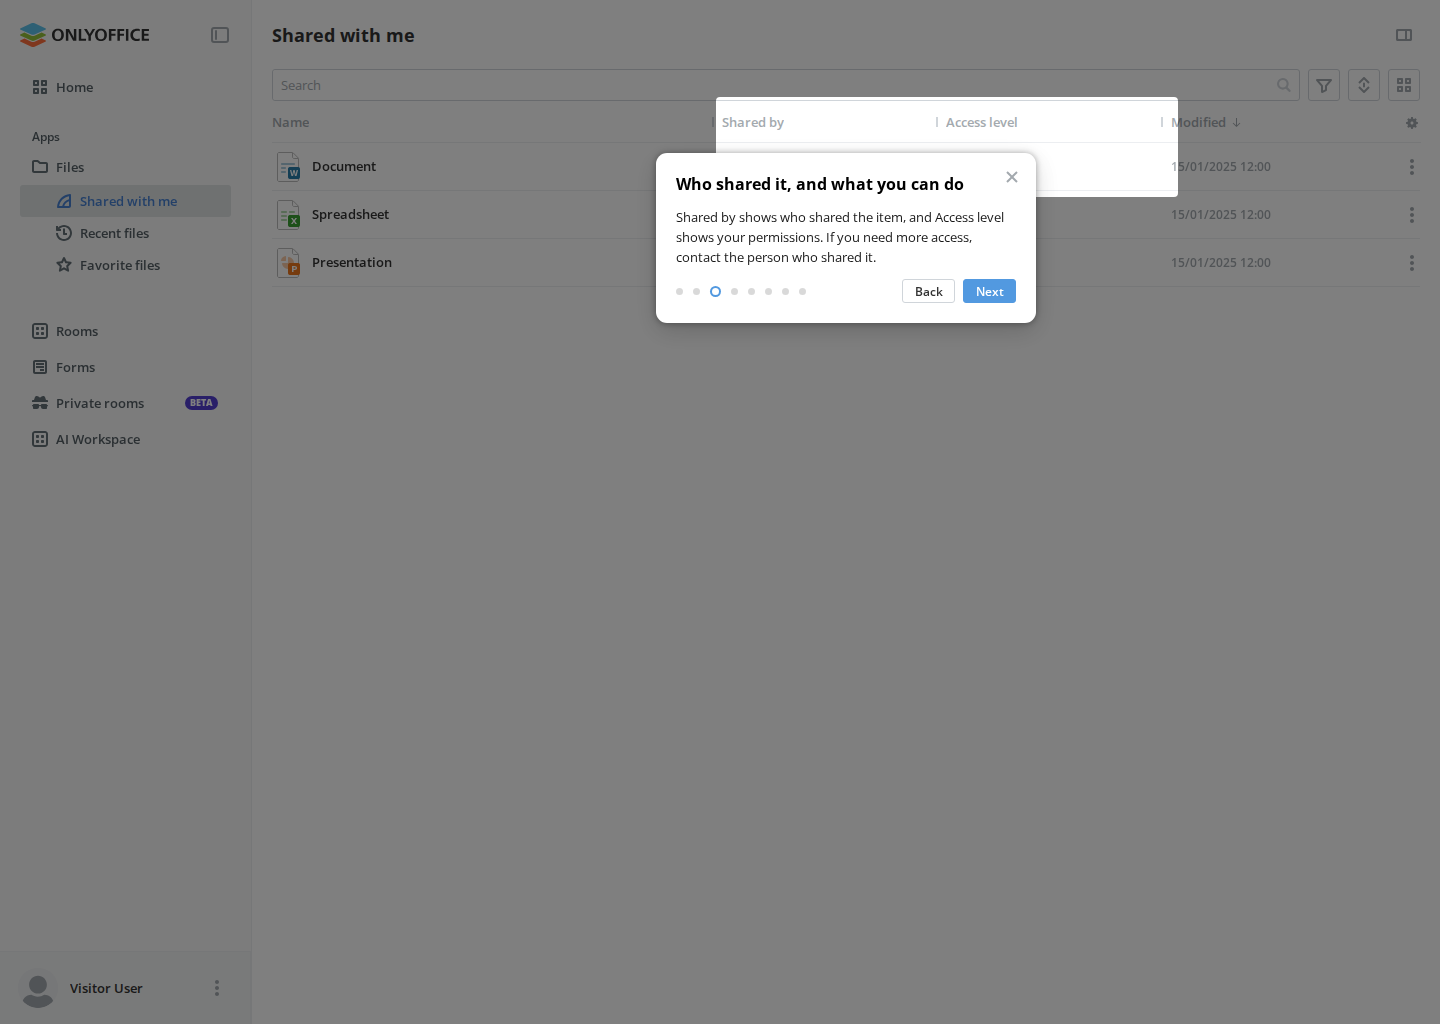 ONLYOFFICE
Home
Apps
Files
Shared with me
Recent files
Favorite files
Rooms
Forms
Private rooms BETA
AI Workspace
Visitor User
Shared with me
Search
Name Shared by Access level Modified
Document 15/01/2025 12:00
Spreadsheet 15/01/2025 12:00
Presentation 15/01/2025 12:00
Who shared it, and what you can do
Shared by shows who shared the item, and Access level
shows your permissions. If you need more access,
contact the person who shared it.
Back Next